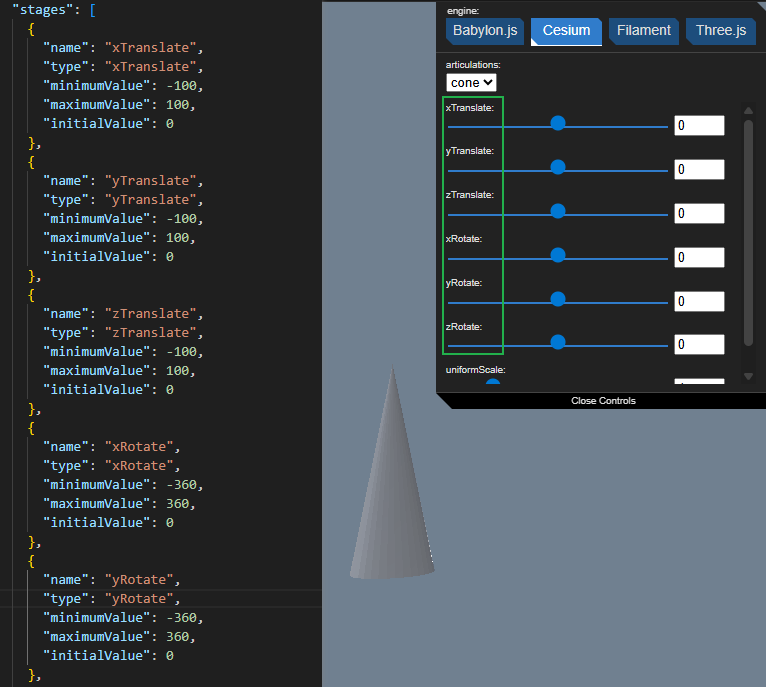 "stages": [
{
"name": "xTranslate",
"type": "xTranslate",
"minimumValue": -100,
"maximumValue": 100,
"initialValue": 0
},
{
"name": "yTranslate",
"type": "yTranslate",
"minimumValue": -100,
"maximumValue": 100,
"initialValue": 0
},
{
"name": "zTranslate",
"type": "zTranslate",
"minimumValue": -100,
"maximumValue": 100,
"initialValue": 0
},
{
"name": "xRotate",
"type": "xRotate",
"minimumValue": -360,
"maximumValue": 360,
"initialValue": 0
},
{
"name": "yRotate",
"type": "yRotate",
"minimumValue": -360,
"maximumValue": 360,
"initialValue": 0
},
engine:
Babylon.js Cesium Filament Three.js
articulations:
cone
xTranslate:
0
yTranslate:
0
zTranslate:
0
xRotate:
0
yRotate:
0
zRotate:
0
uniformScale:
Close Controls